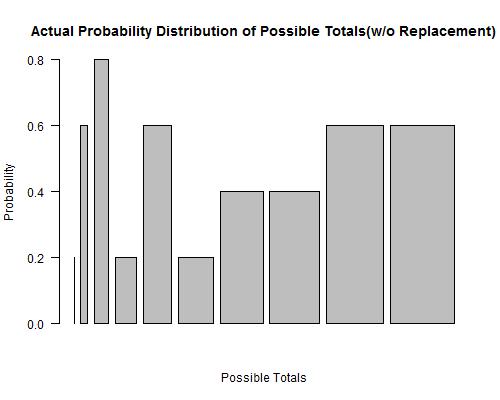 Actual Probability Distribution of Possible Totals(w/o Replacement)
0.8
0.6
0.4
0.2
0.0
Probability
Possible Totals